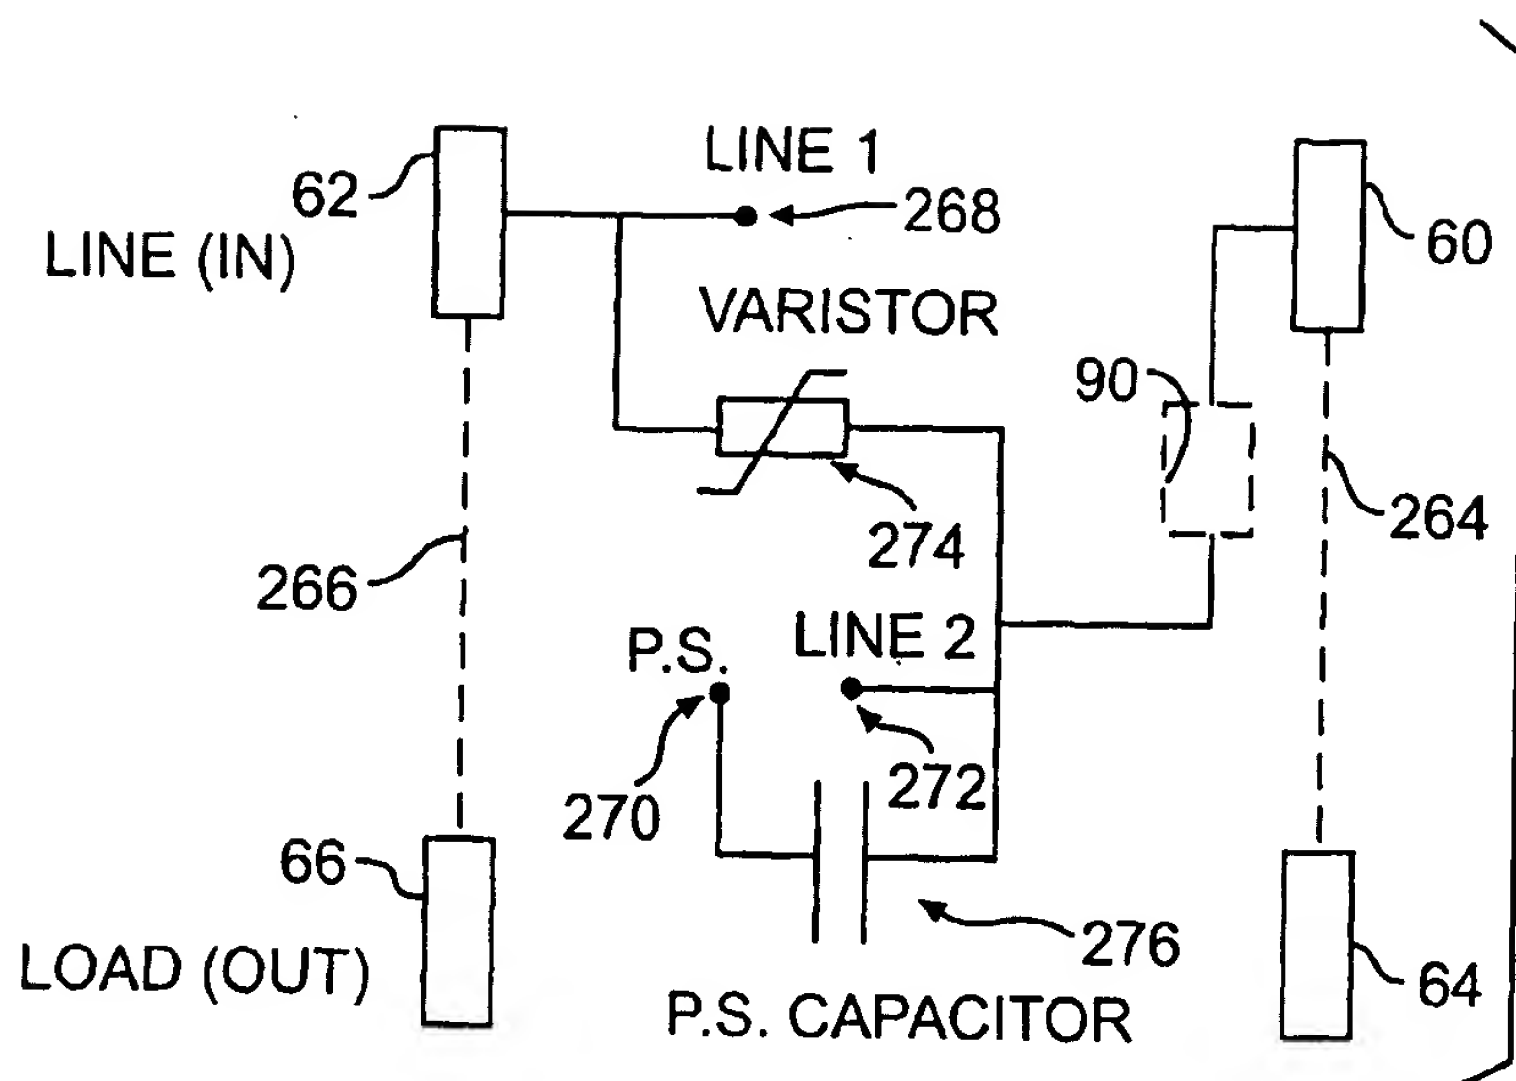 LINE 1
62
268
60
LINE (IN)
VARISTOR
90
274
264
266
P.S.
LINE 2
272
270
66
276
LOAD (OUT)
64
P.S. CAPACITOR